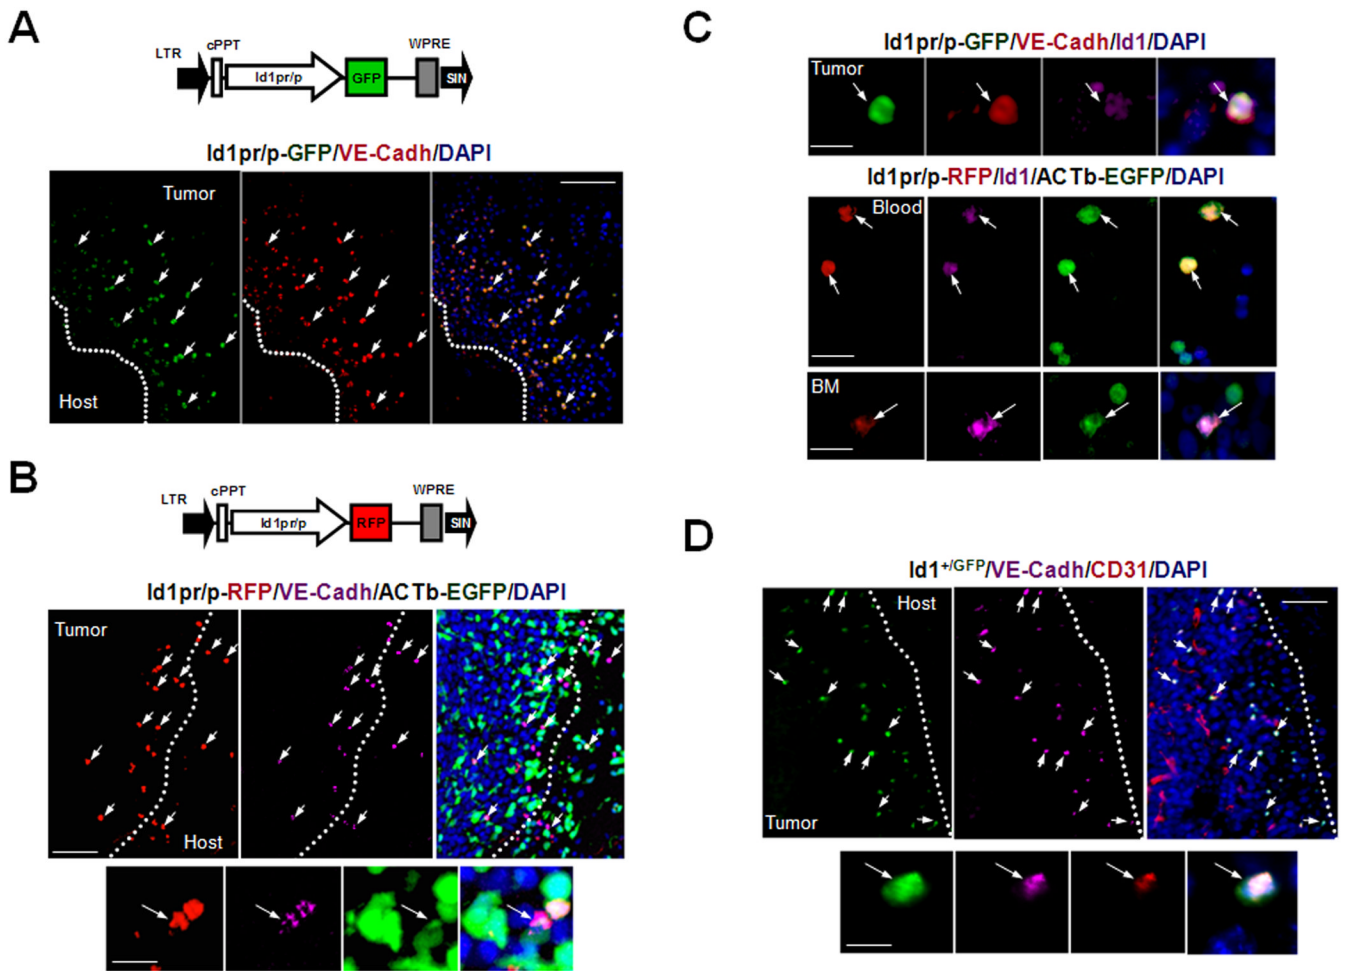 A
LTR
cPPT
Id1pr/p
GFP
WPRE
SIN
Id1pr/p-GFP/VE-Cadh/DAPI
Tumor
Host
B
LTR
cPPT
Id1pr/p
RFP
WPRE
SIN
Id1pr/p-RFP/VE-Cadh/ACTb-EGFP/DAPI
Tumor
Host
C
Id1pr/p-GFP/VE-Cadh/Id1/DAPI
Tumor
Id1pr/p-RFP/Id1/ACTb-EGFP/DAPI
Blood
BM
D
Id1+/GFP/VE-Cadh/CD31/DAPI
Host
Tumor